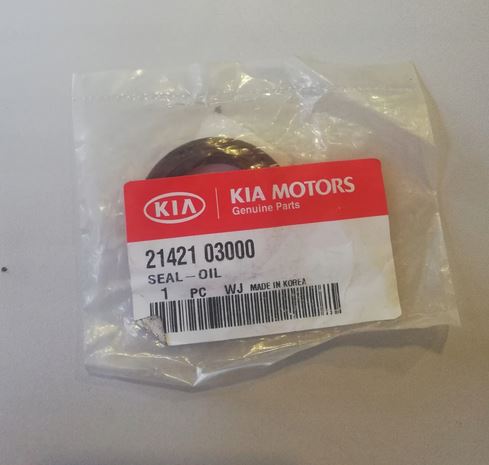 KIA
KIA MOTORS
Genuine Parts
21421 03000
SEAL-OIL
1 PC WJ MADE IN KOREA